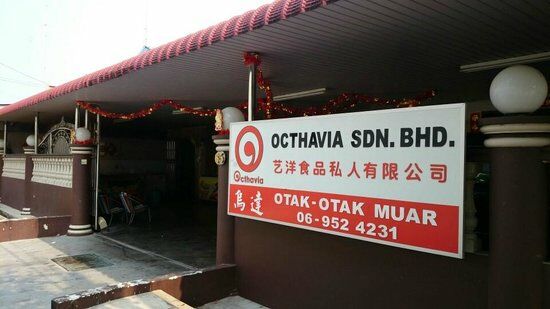 Octhavia
OCTHAVIA SDN. BHD.
艺洋食品私人有限公司
烏達
OTAK-OTAK MUAR
06-952 4231